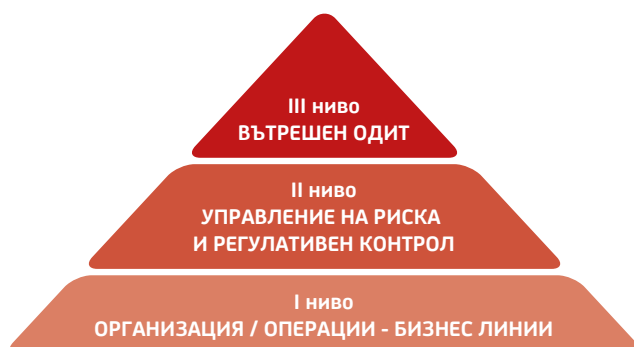 III ниво
ВЪТРЕШЕН ОДИТ
II ниво
УПРАВЛЕНИЕ НА РИСКА
И РЕГУЛАТИВЕН КОНТРОЛ
I ниво
ОРГАНИЗАЦИЯ / ОПЕРАЦИИ - БИЗНЕС ЛИНИИ